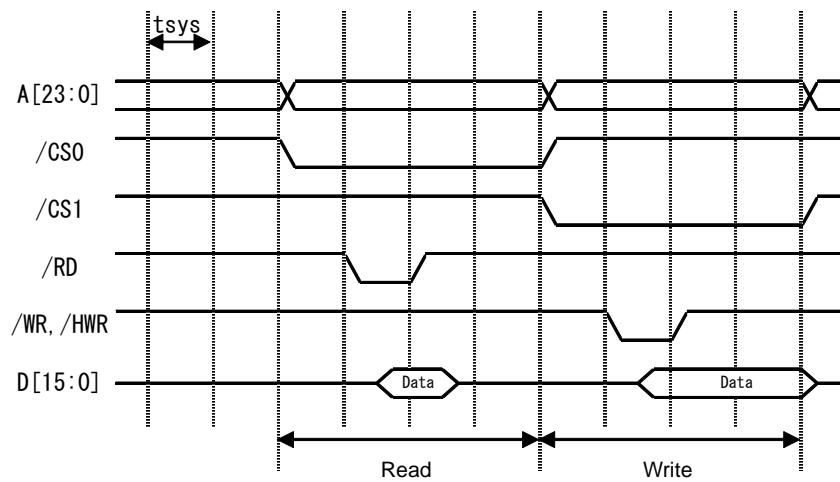 tsys
A[23:0]
/CS0
/CS1
/RD
/WR, /HWR
D[15:0]
Data
Data
Read
Write